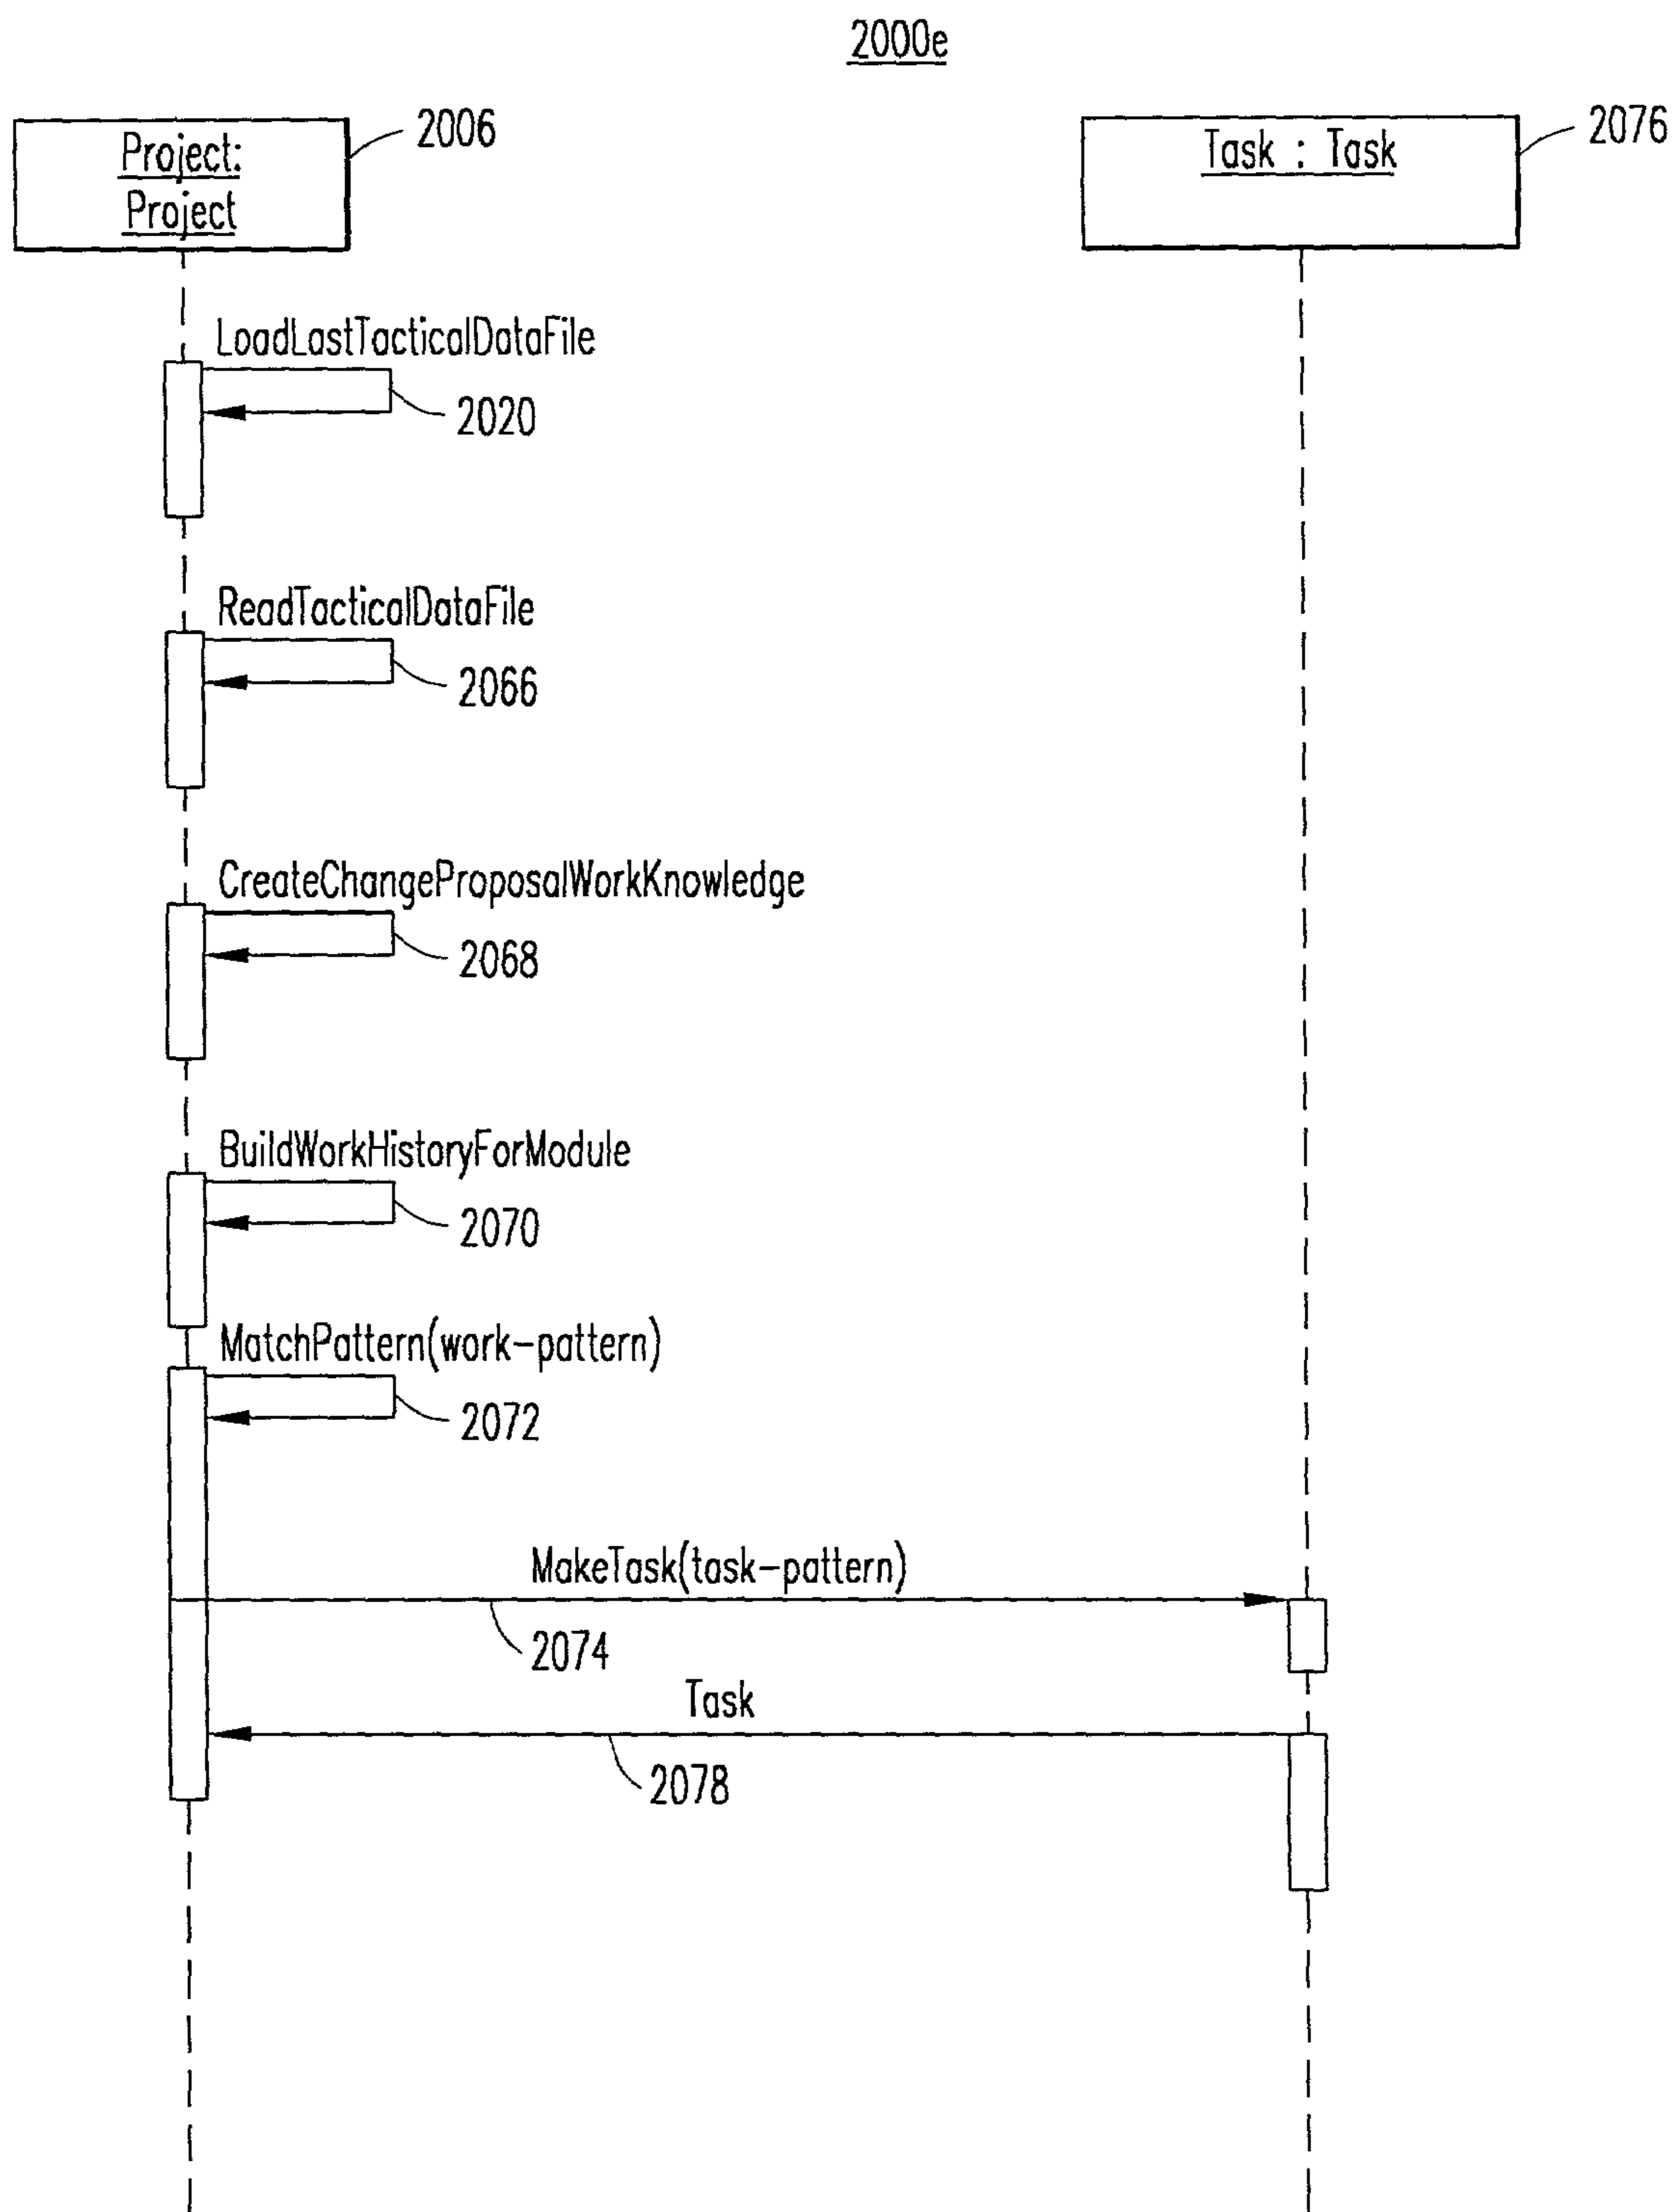 2000e
Project:
Project
2006
Task : Task
2076
LoadLastTacticalDataFile
2020
ReadTacticalDataFile
2066
CreateChangeProposalWorkKnowledge
2068
BuildWorkHistoryForModule
2070
MatchPattern(work-pattern)
2072
MakeTask(task-pattern)
2074
Task
2078